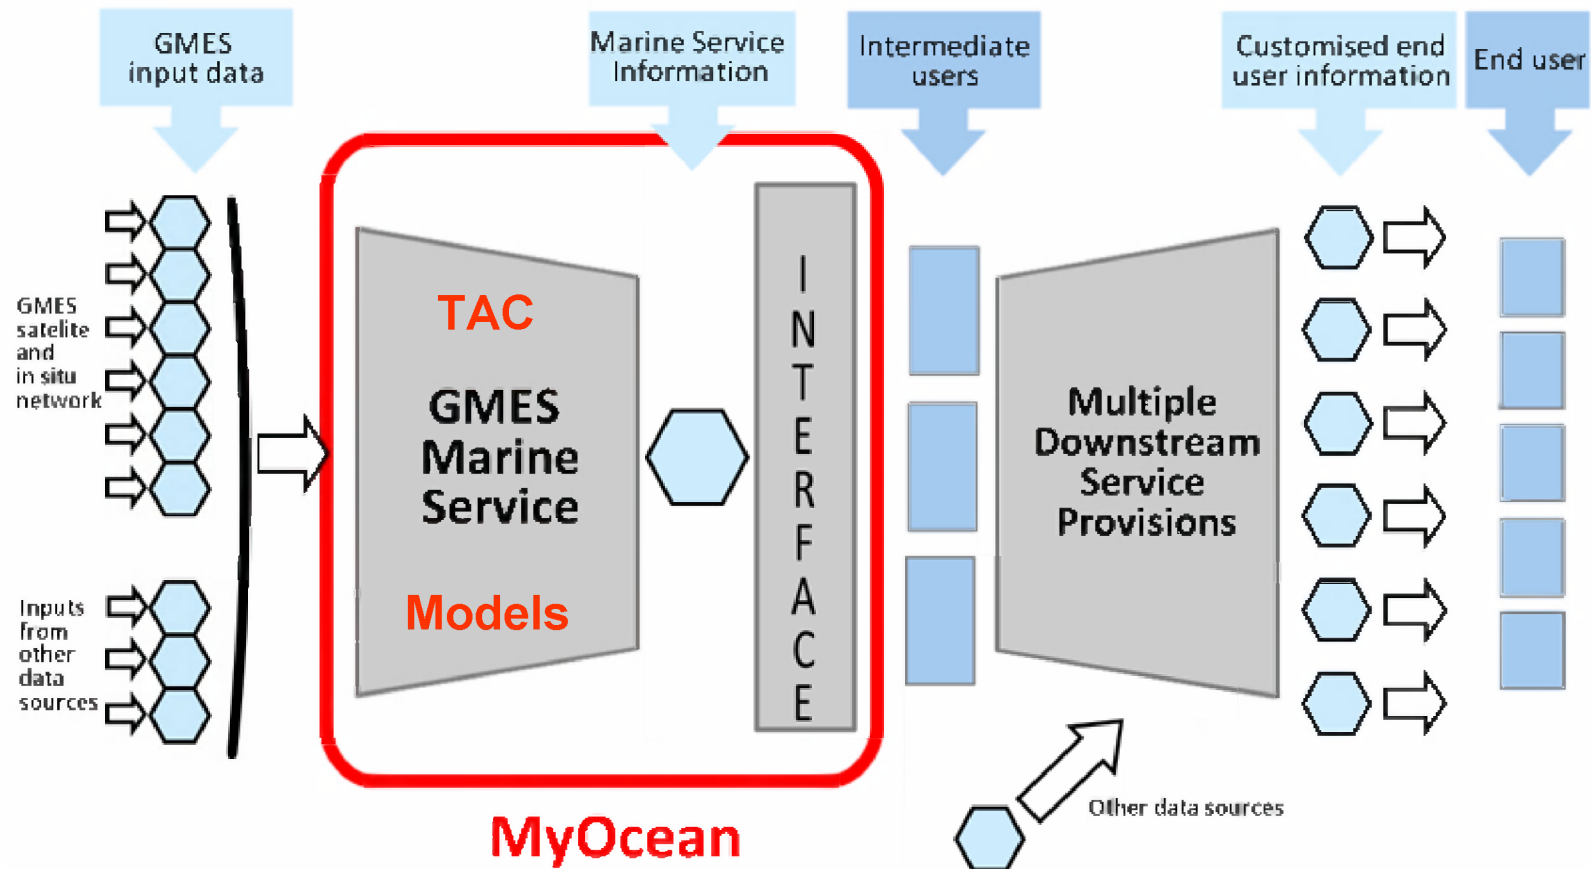 GMES
input data
Marine Service
Information
Intermediate
users
Customised end
user information
End user
GMES
satelite
and
in situ
network
Inputs
from
other
data
sources
TAC
GMES
Marine
Service
Models
INTERFACE
Multiple
Downstream
Service
Provisions
Other data sources
MyOcean